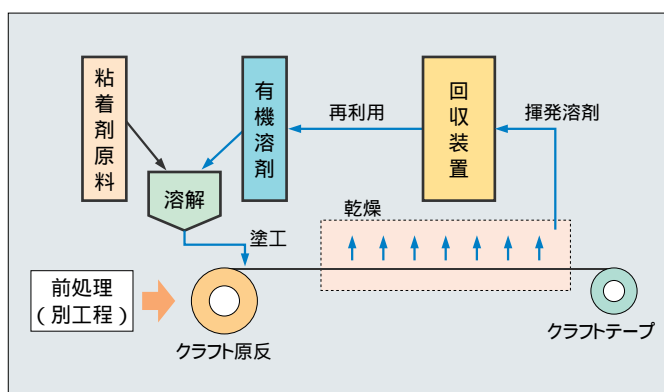 粘着剤原料
有機溶剤
回収装置
再利用
揮発溶剤
溶解
乾燥
塗工
前処理
(別工程)
クラフト原反
クラフトテープ